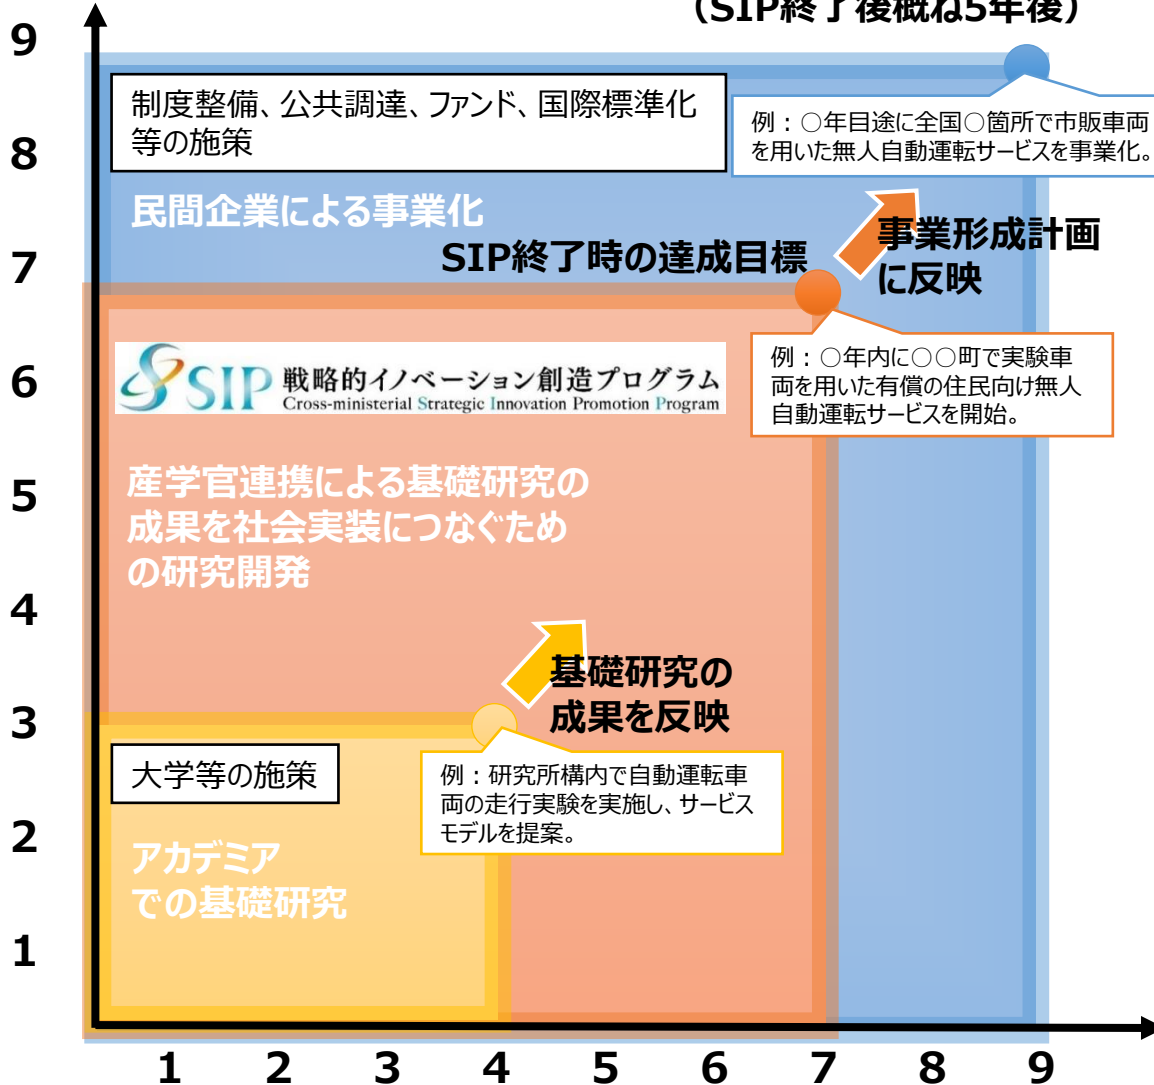 （SIP終了後概ね5年後）
9
制度整備、公共調達、ファンド、国際標準化
等の施策
例：○年目途に全国○箇所で市販車両
を用いた無人自動運転サービスを事業化。
8
民間企業による事業化
事業形成計画
に反映
SIP終了時の達成目標
7
例：○年内に○○町で実験車
両を用いた有償の住民向け無人
自動運転サービスを開始。
6
SIP 戦略的イノベーション創造プログラム
Cross-ministerial Strategic Innovation Promotion Program
5
産学官連携による基礎研究の
成果を社会実装につなぐため
の研究開発
4
基礎研究の
成果を反映
3
大学等の施策
例：研究所構内で自動運転車
両の走行実験を実施し、サービス
モデルを提案。
2
アカデミア
での基礎研究
1
1 2 3 4 5 6 7 8 9